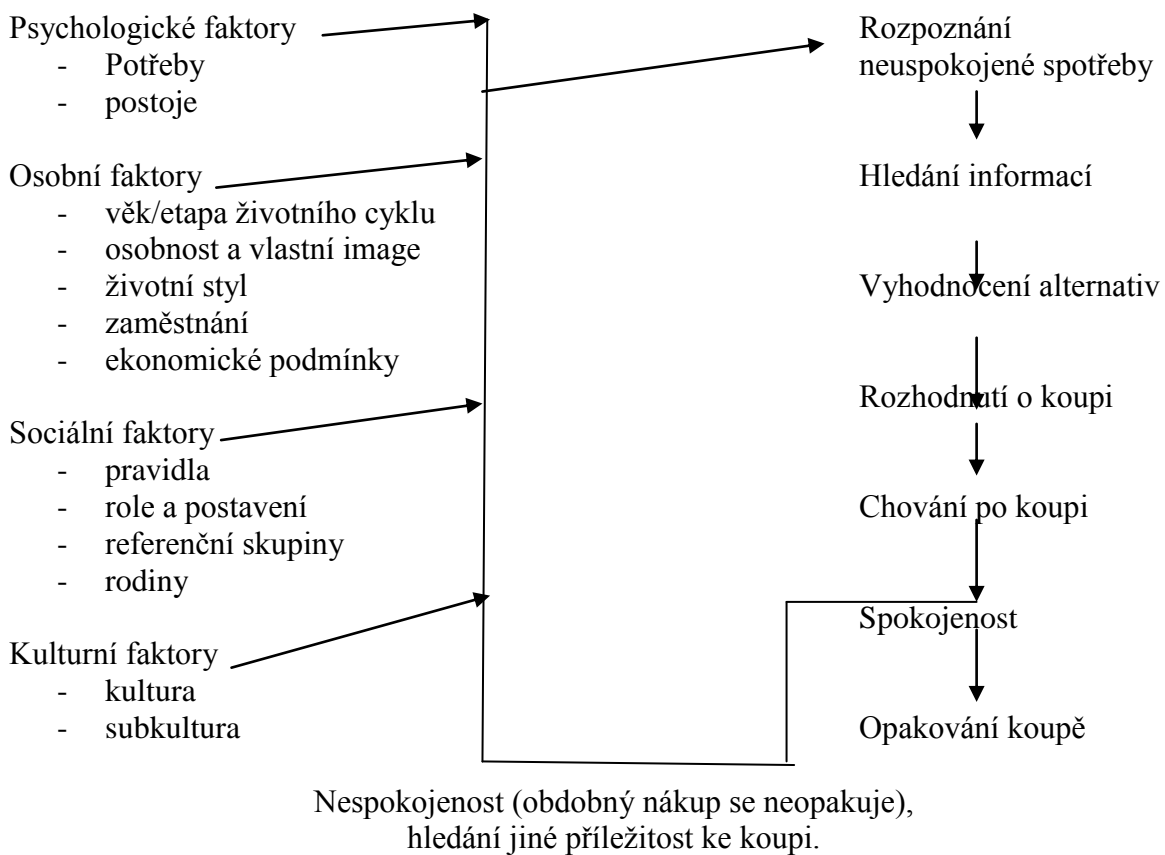 Psychologické faktory
- Potřeby
- postoje
Osobní faktory
- věk/etapa životního cyklu
- osobnost a vlastní image
- životní styl
- zaměstnání
- ekonomické podmínky
Sociální faktory
- pravidla
- role a postavení
- referenční skupiny
- rodiny
Kulturní faktory
- kultura
- subkultura
Rozpoznání
neuspokojené spotřeby
Hledání informací
Vyhodnocení alternativ
Rozhodnutí o koupi
Chování po koupi
Spokojenost
Opakování koupě
Nespokojenost (obdobný nákup se neopakuje),
hledání jiné příležitost ke koupi.